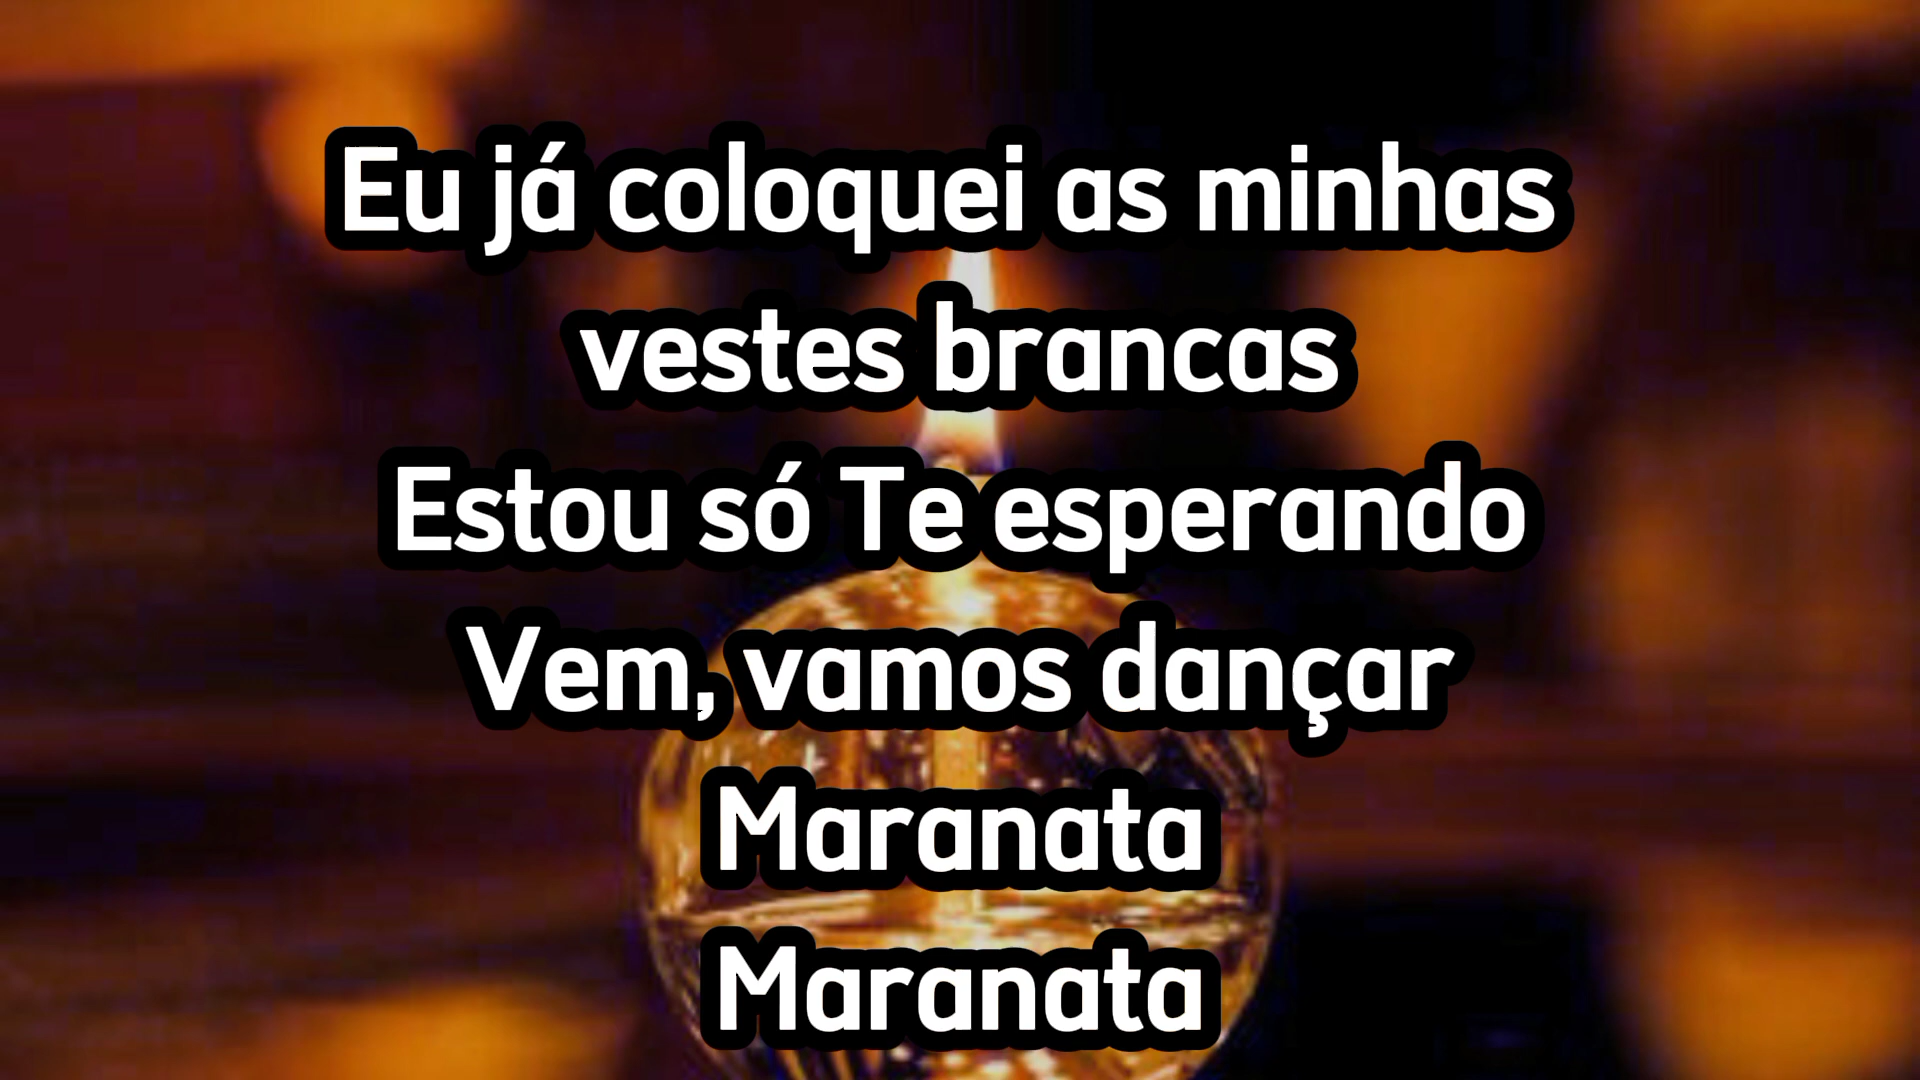 Eu já coloquei as minhas
vestes brancas
Estou só Te esperando
Vem, vamos dançar
Maranata
Maranata